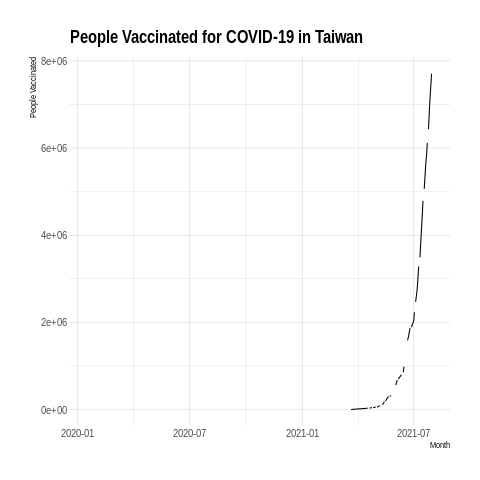 People Vaccinated for COVID-19 in Taiwan
People Vaccinated
8e+06
6e+06
4e+06
2e+06
0e+00
2020-01
2020-07
2021-01
2021-07
Month